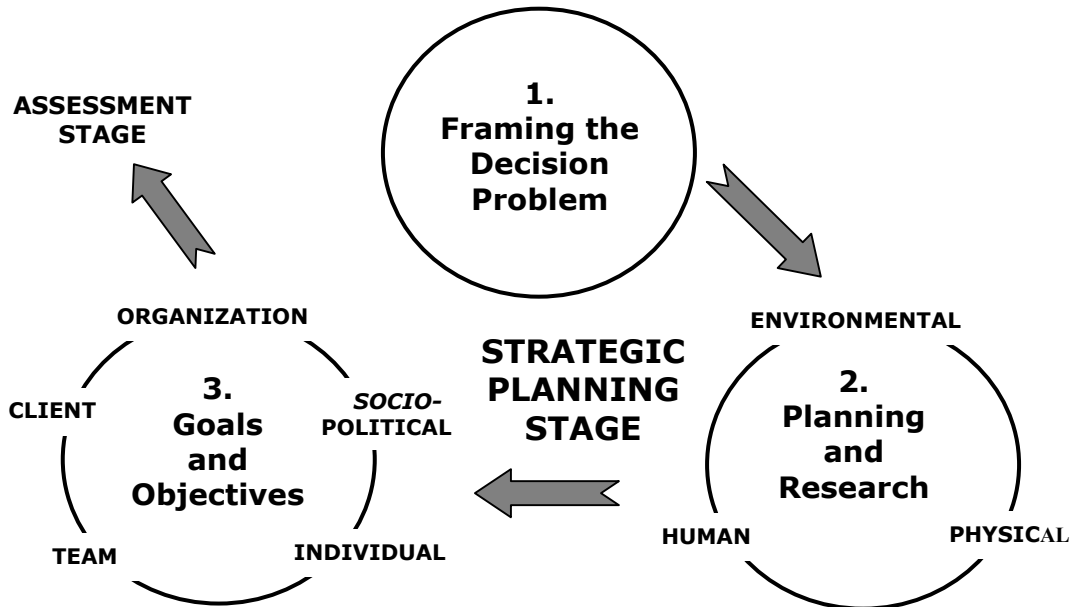 ASSESSMENT
STAGE
1.
Framing the
Decision
Problem
ORGANIZATION
CLIENT
3.
Goals
and
Objectives
SOCIO-
POLITICAL
TEAM
INDIVIDUAL
STRATEGIC
PLANNING
STAGE
ENVIRONMENTAL
2.
Planning
and
Research
HUMAN
PHYSICAL